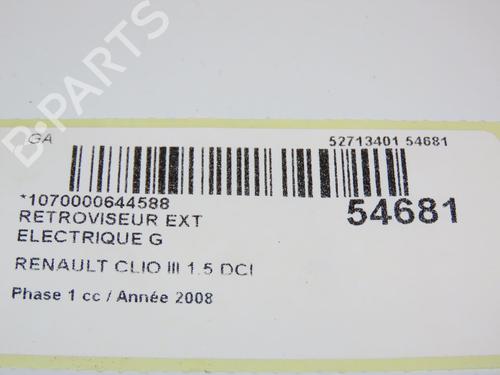 GA
52713401 54681
*1070000644588
54681
RETROVISEUR EXT
ELECTRIQUE G
RENAULT CLIO III 1.5 DCI
Phase 1 cc / Année 2008
B-PARTS